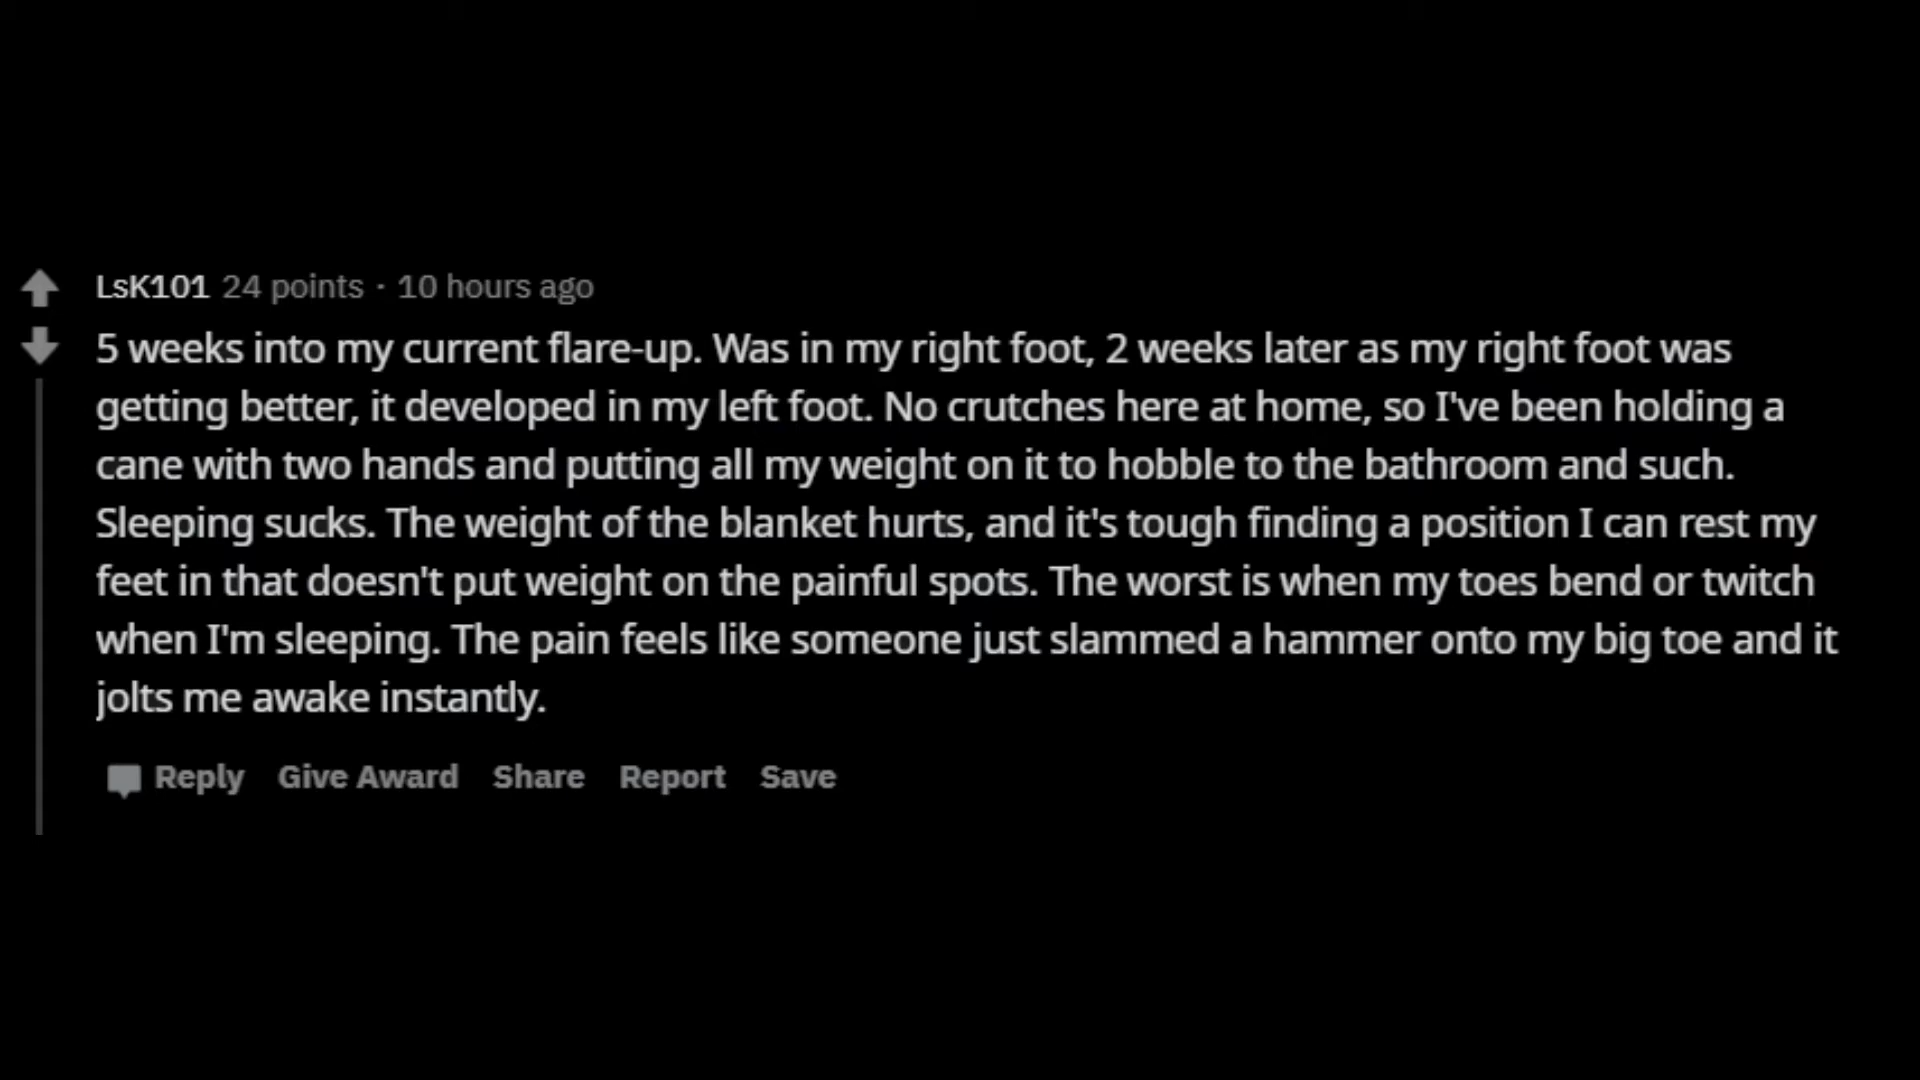 LsK101 24 points · 10 hours ago
5 weeks into my current flare-up. Was in my right foot, 2 weeks later as my right foot was
getting better, it developed in my left foot. No crutches here at home, so I've been holding a
cane with two hands and putting all my weight on it to hobble to the bathroom and such.
Sleeping sucks. The weight of the blanket hurts, and it's tough finding a position I can rest my
feet in that doesn't put weight on the painful spots. The worst is when my toes bend or twitch
when I'm sleeping. The pain feels like someone just slammed a hammer onto my big toe and it
jolts me awake instantly.
Reply Give Award Share Report Save